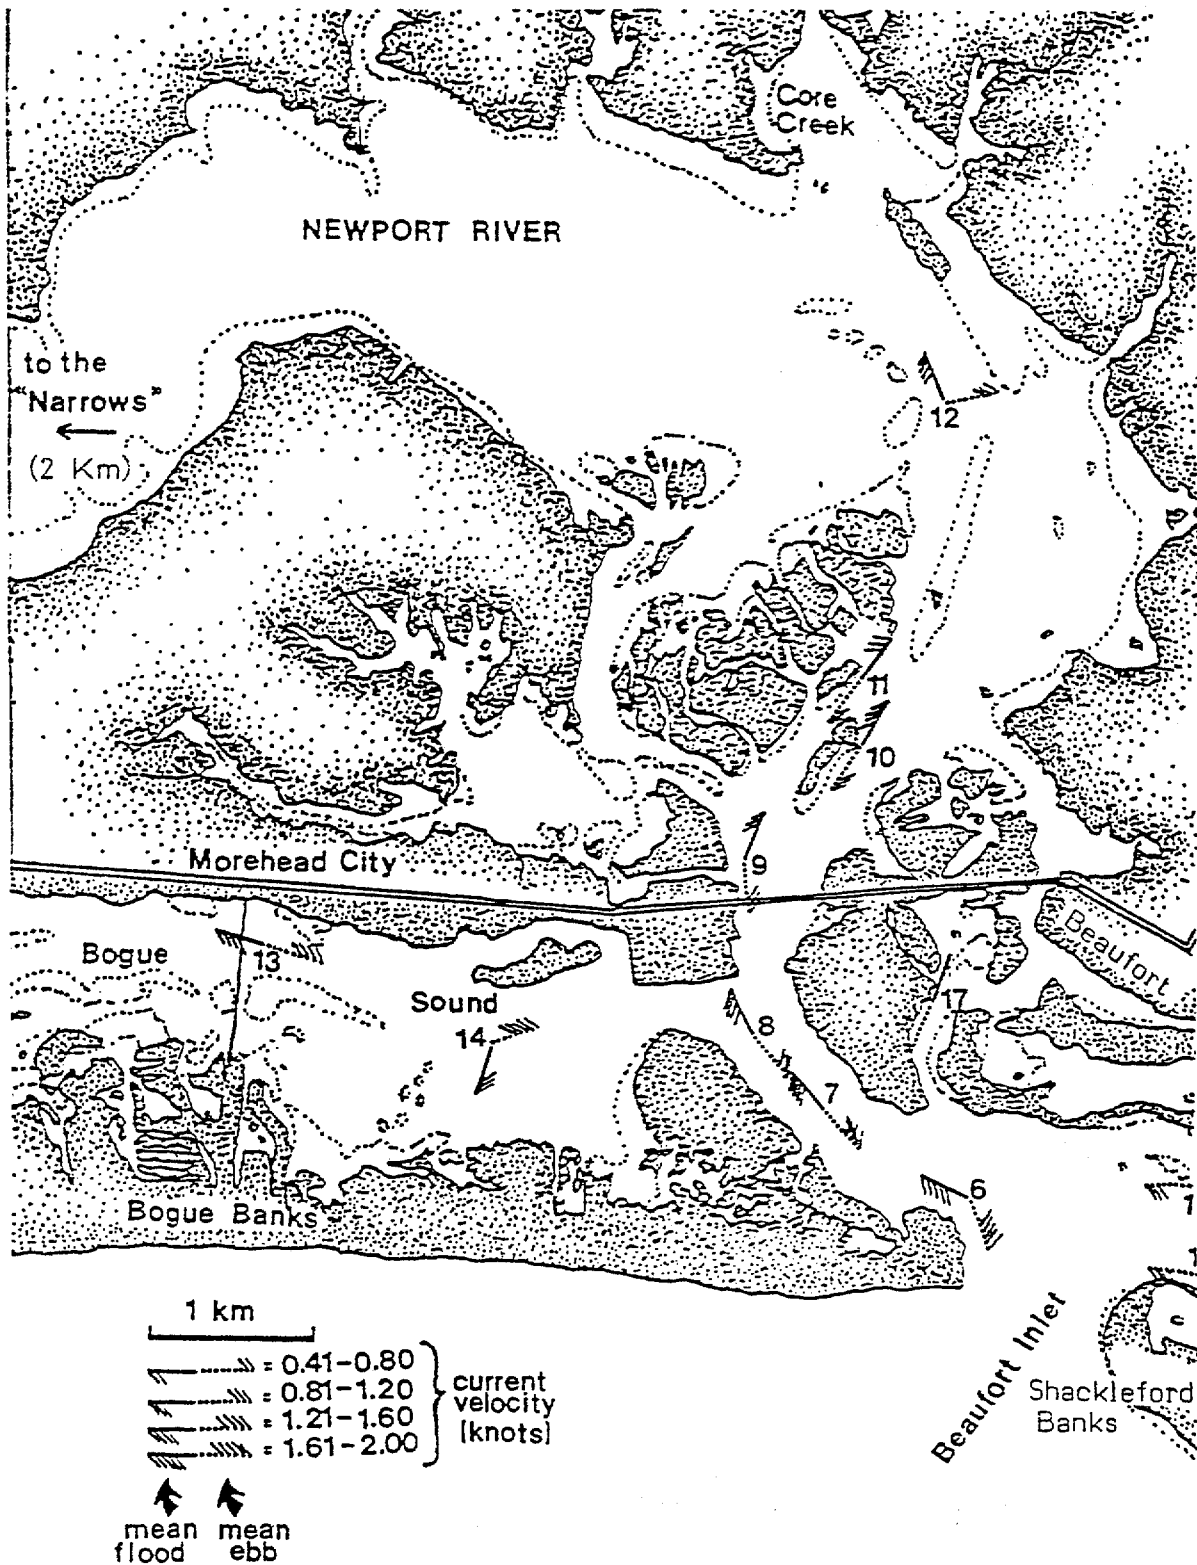 Core
Creek
NEWPORT RIVER
to the
"Narrows"
(2 Km)
12
11
10
Morehead City
9
Beaufort
Bogue
13
Sound
17
14
8
7
6
1
Bogue Banks
1
1 km
= 0.41-0.80
= 0.81-1.20
= 1.21-1.60
= 1.61-2.00
current
velocity
(knots)
Beaufort Inlet
Shackleford
Banks
mean
flood
mean
ebb